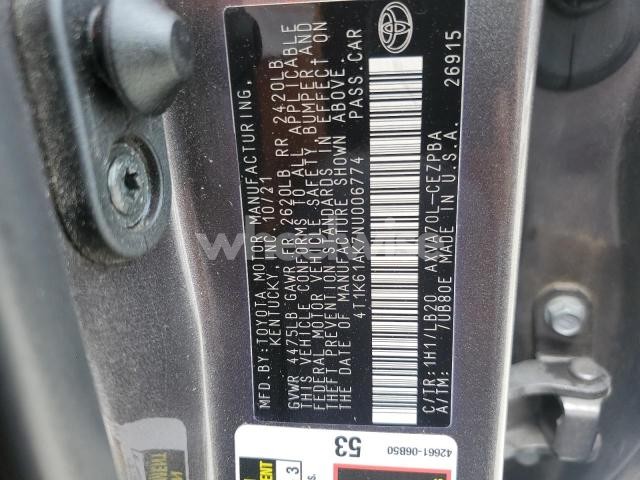 MFD.BY:TOYOTA MOTOR MANUFACTURING,
KENTUCKY,INC. 10/21
GVWR 4475LB GAWR FR 2620LB RR 2420LB
THIS VEHICLE CONFORMS TO ALL APPLICABLE
FEDERAL MOTOR VEHICLE SAFETY, BUMPER, AND
THEFT PREVENTION STANDARDS IN EFFECT ON
THE DATE OF MANUFACTURE SHOWN ABOVE.
4T1K61AK7NU006774 PASS.CAR
C/TR:1H1/LB20 AXVA70L-CEZPBA
A/TM: 7UB80E MADE IN U.S.A. 26915
TOYOTA
42661-06B50
53